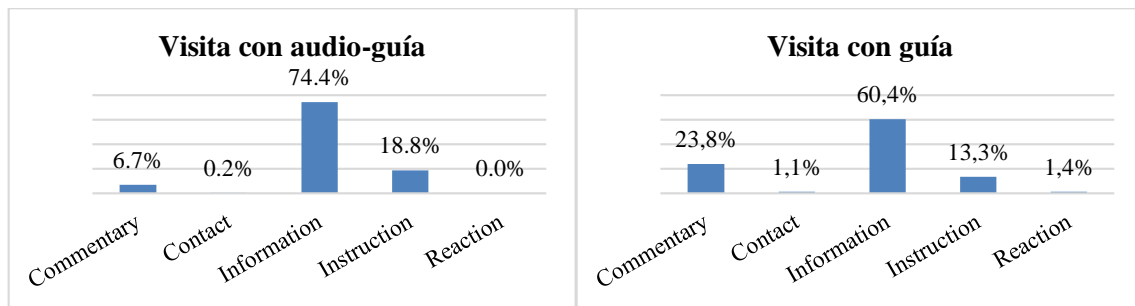 Visita con audio-guía
74.4%
6.7%
0.2%
18.8%
0.0%
Commentary
Contact
Information
Instruction
Reaction
Visita con guía
60,4%
23,8%
1,1%
13,3%
1,4%
Commentary
Contact
Information
Instruction
Reaction